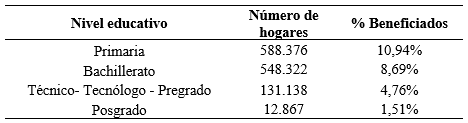 Nivel educativo Número de hogares % Beneficiados
Primaria 588.376 10,94%
Bachillerato 548.322 8,69%
Técnico- Tecnólogo - Pregrado 131.138 4,76%
Posgrado 12.867 1,51%